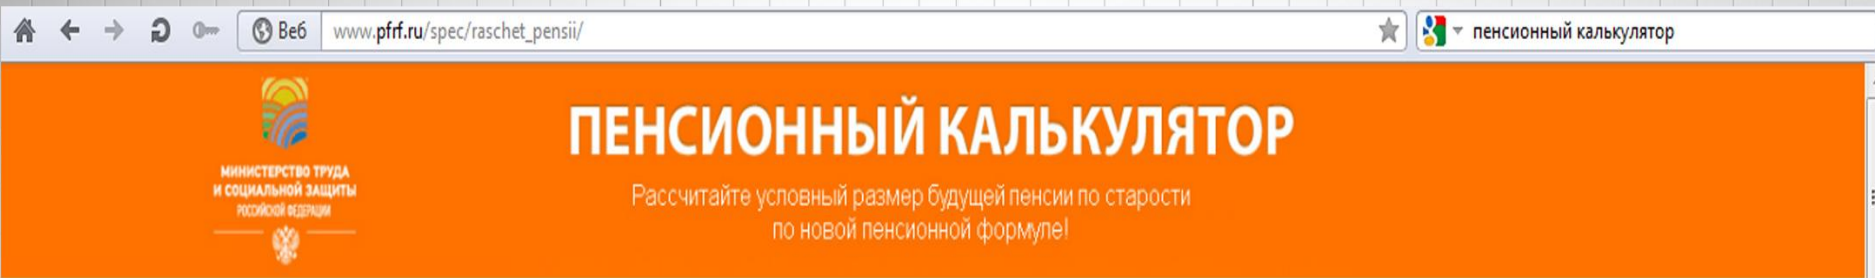 Веб www.pfrf.ru/spec/raschet_pensii/ пенсионный калькулятор
ПЕНСИОННЫЙ КАЛЬКУЛЯТОР
МИНИСТЕРСТВО ТРУДА
И СОЦИАЛЬНОЙ ЗАЩИТЫ
РОССИЙСКОЙ ФЕДЕРАЦИИ
Рассчитайте условный размер будущей пенсии по старости
по новой пенсионной формуле!